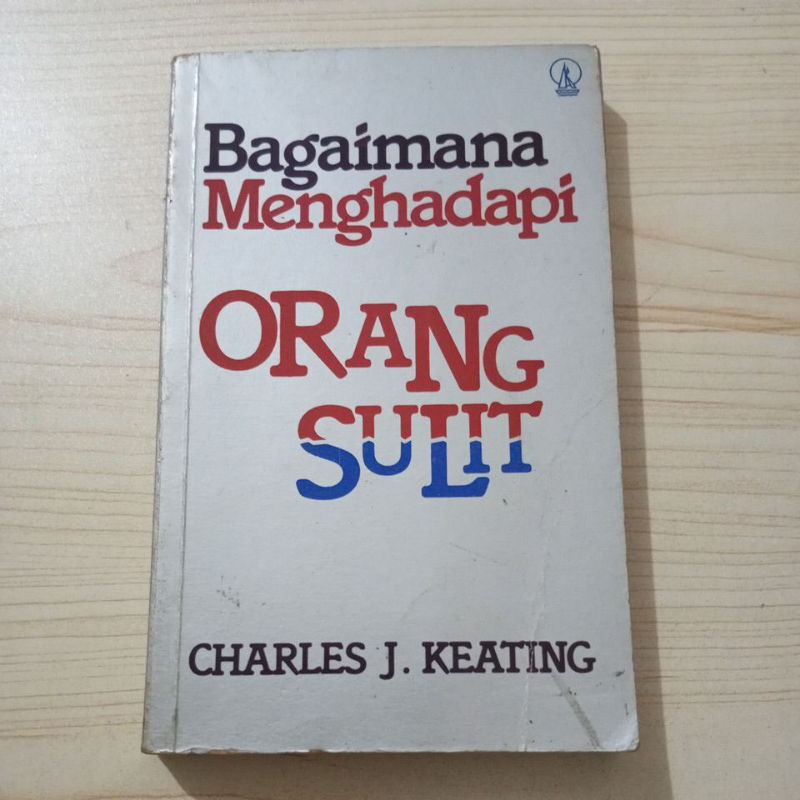 Bagaimana
Menghadapi
ORANG
SULIT
CHARLES J. KEATING